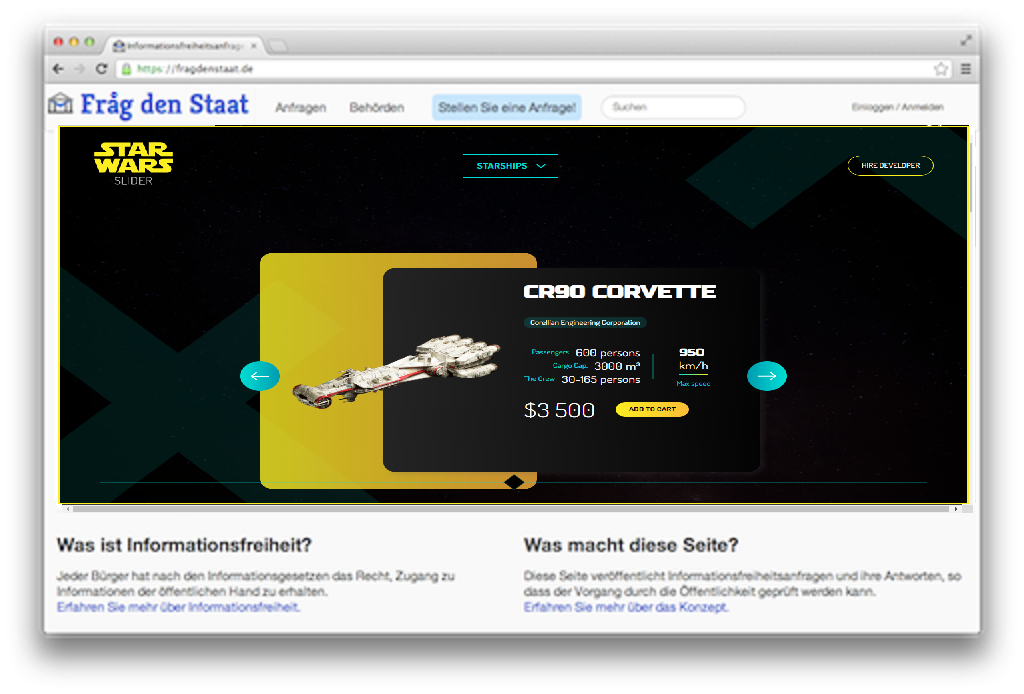 Informationsfreiheitsanfrage
https://fragdenstaat.de
Fråg den Staat
Anfragen
Behörden
Stellen Sie eine Anfrage!
Suchen
Einloggen / Anmelden
STAR
WARS
SLIDER
STARSHIPS
HIRE DEVELOPER
CR90 CORVETTE
Corellian Engineering Corporation
Passengers 600 persons
Cargo Cap. 3000 m³
The Crew 30-165 persons
950
km/h
Max speed
$3 500
ADD TO CART
Was ist Informationsfreiheit?
Jeder Bürger hat nach den Informationsgesetzen das Recht, Zugang zu
Informationen der öffentlichen Hand zu erhalten.
Erfahren Sie mehr über Informationsfreiheit.
Was macht diese Seite?
Diese Seite veröffentlicht Informationsfreiheitsanfragen und ihre Antworten, so
dass der Vorgang durch die Öffentlichkeit geprüft werden kann.
Erfahren Sie mehr über das Konzept.